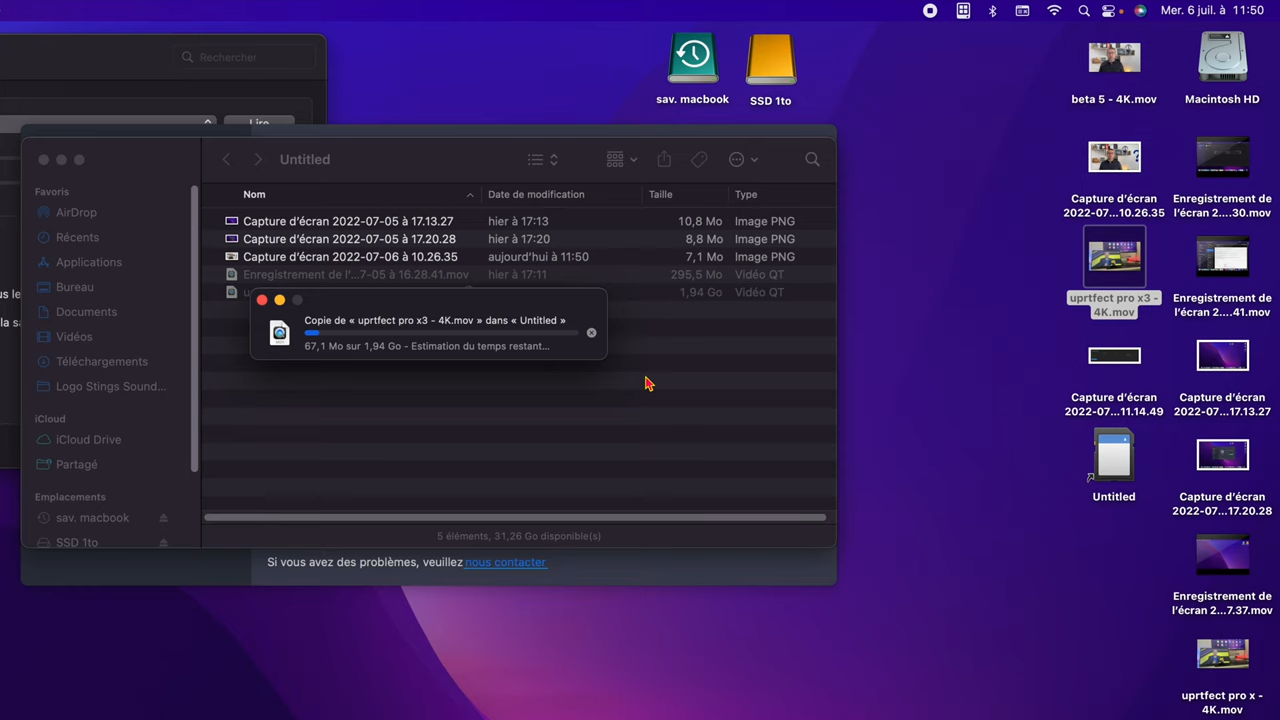 Mer. 6 juil. à 11:50
Rechercher
Lire
sav. macbook
SSD 1to
beta 5 - 4K.mov
Macintosh HD
Untitled
Nom
Date de modification
Taille
Type
Favoris
AirDrop
Récents
Applications
Bureau
Documents
Vidéos
Téléchargements
Logo Stings Sound...
iCloud
iCloud Drive
Partagé
Emplacements
sav. macbook
SSD 1to
Capture d'écran 2022-07-05 à 17.13.27 hier à 17:13 10,8 Mo Image PNG
Capture d'écran 2022-07-05 à 17.20.28 hier à 17:20 8,8 Mo Image PNG
Capture d'écran 2022-07-06 à 10.26.35 aujourd'hui à 11:50 7,1 Mo Image PNG
Enregistrement de l'...-07-05 à 16.28.41.mov hier à 17:11 295,5 Mo Vidéo QT
1,94 Go Vidéo QT
Copie de « uprtfect pro x3 - 4K.mov » dans « Untitled »
67,1 Mo sur 1,94 Go - Estimation du temps restant...
5 éléments, 31,26 Go disponible(s)
Si vous avez des problèmes, veuillez nous contacter
Capture d'écran
2022-07...10.26.35
Enregistrement de
l'écran 2...30.mov
uprtfect pro x3 -
4K.mov
Enregistrement de
l'écran 2....41.mov
Capture d'écran
2022-07...11.14.49
Capture d'écran
2022-07...17.13.27
Untitled
Capture d'écran
2022-07...17.20.28
Enregistrement de
l'écran 2...7.37.mov
uprtfect pro x -
4K.mov